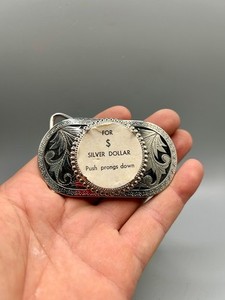 FOR
$
SILVER DOLLAR
Push prongs down